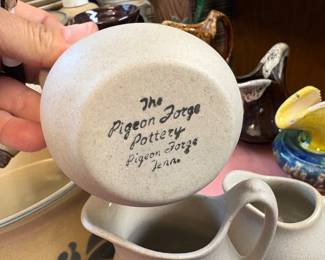 The
Pigeon Forge
Pottery
Pigeon Forge
Tenn.